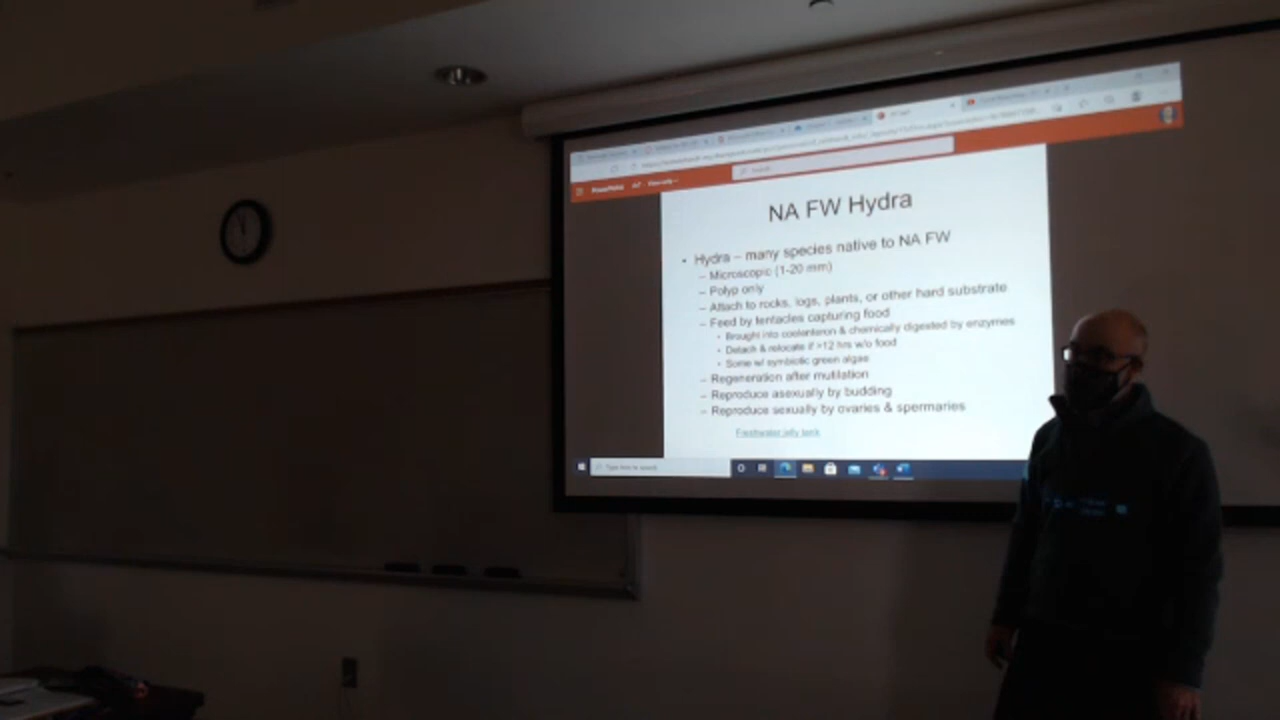 PowerPoint
Search
NA FW Hydra
• Hydra – many species native to NA FW
– Microscopic (1-20 mm)
– Polyp only
– Attach to rocks, logs, plants, or other hard substrate
– Feed by tentacles capturing food
• Brought into coelenteron & chemically digested by enzymes
• Detach & relocate if >12 hrs w/o food
• Some w/ symbiotic green algae
– Regeneration after mutilation
– Reproduce asexually by budding
– Reproduce sexually by ovaries & spermaries
Freshwater jelly tank
Type here to search